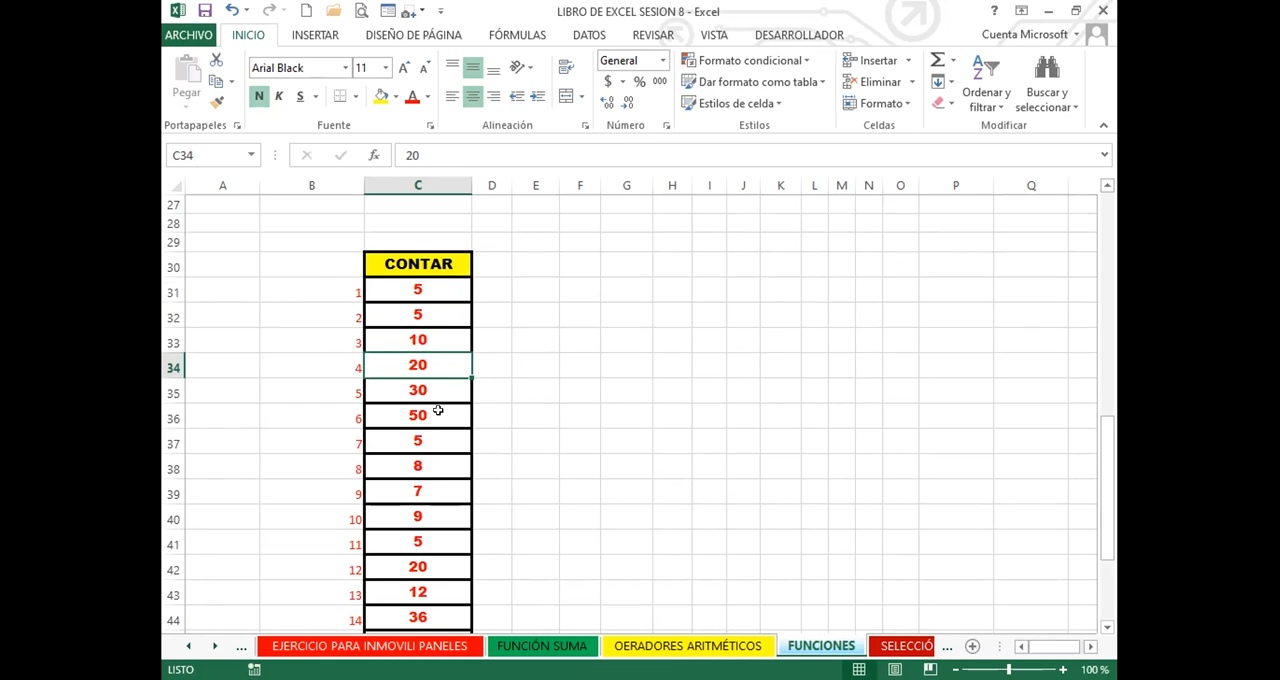 LIBRO DE EXCEL SESION 8 - Excel
ARCHIVO INICIO INSERTAR DISEÑO DE PÁGINA FÓRMULAS DATOS REVISAR VISTA DESARROLLADOR Cuenta Microsoft
Pegar
Arial Black 11
N K S
General
$ % 000
Formato condicional
Dar formato como tabla
Estilos de celda
Insertar
Eliminar
Formato
Ordenar y filtrar
Buscar y seleccionar
Portapapeles Fuente Alineación Número Estilos Celdas Modificar
C34 fx 20
A B C D E F G H I J K L M N O P Q
27
28
29
30 CONTAR
31 1 5
32 2 5
33 3 10
34 4 20
35 5 30
36 6 50
37 7 5
38 8 8
39 9 7
40 10 9
41 11 5
42 12 20
43 13 12
44 14 36
... EJERCICIO PARA INMOVILI PANELES FUNCIÓN SUMA OERADORES ARITMÉTICOS FUNCIONES SELECCIÓ ...
LISTO 100 %